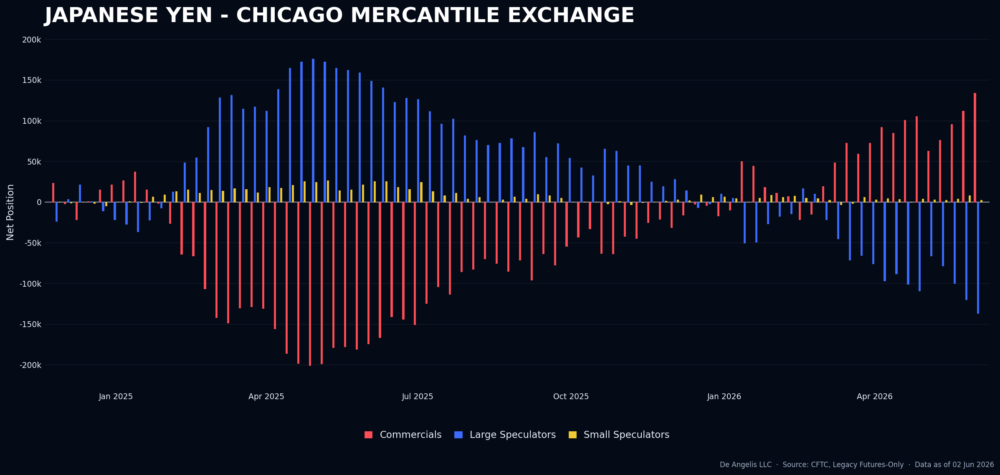 JAPANESE YEN - CHICAGO MERCANTILE EXCHANGE
200k
150k
100k
50k
0
-50k
-100k
-150k
-200k
Net Position
Jan 2025 Apr 2025 Jul 2025 Oct 2025 Jan 2026 Apr 2026
Commercials Large Speculators Small Speculators
De Angelis LLC · Source: CFTC, Legacy Futures-Only · Data as of 02 Jun 2026